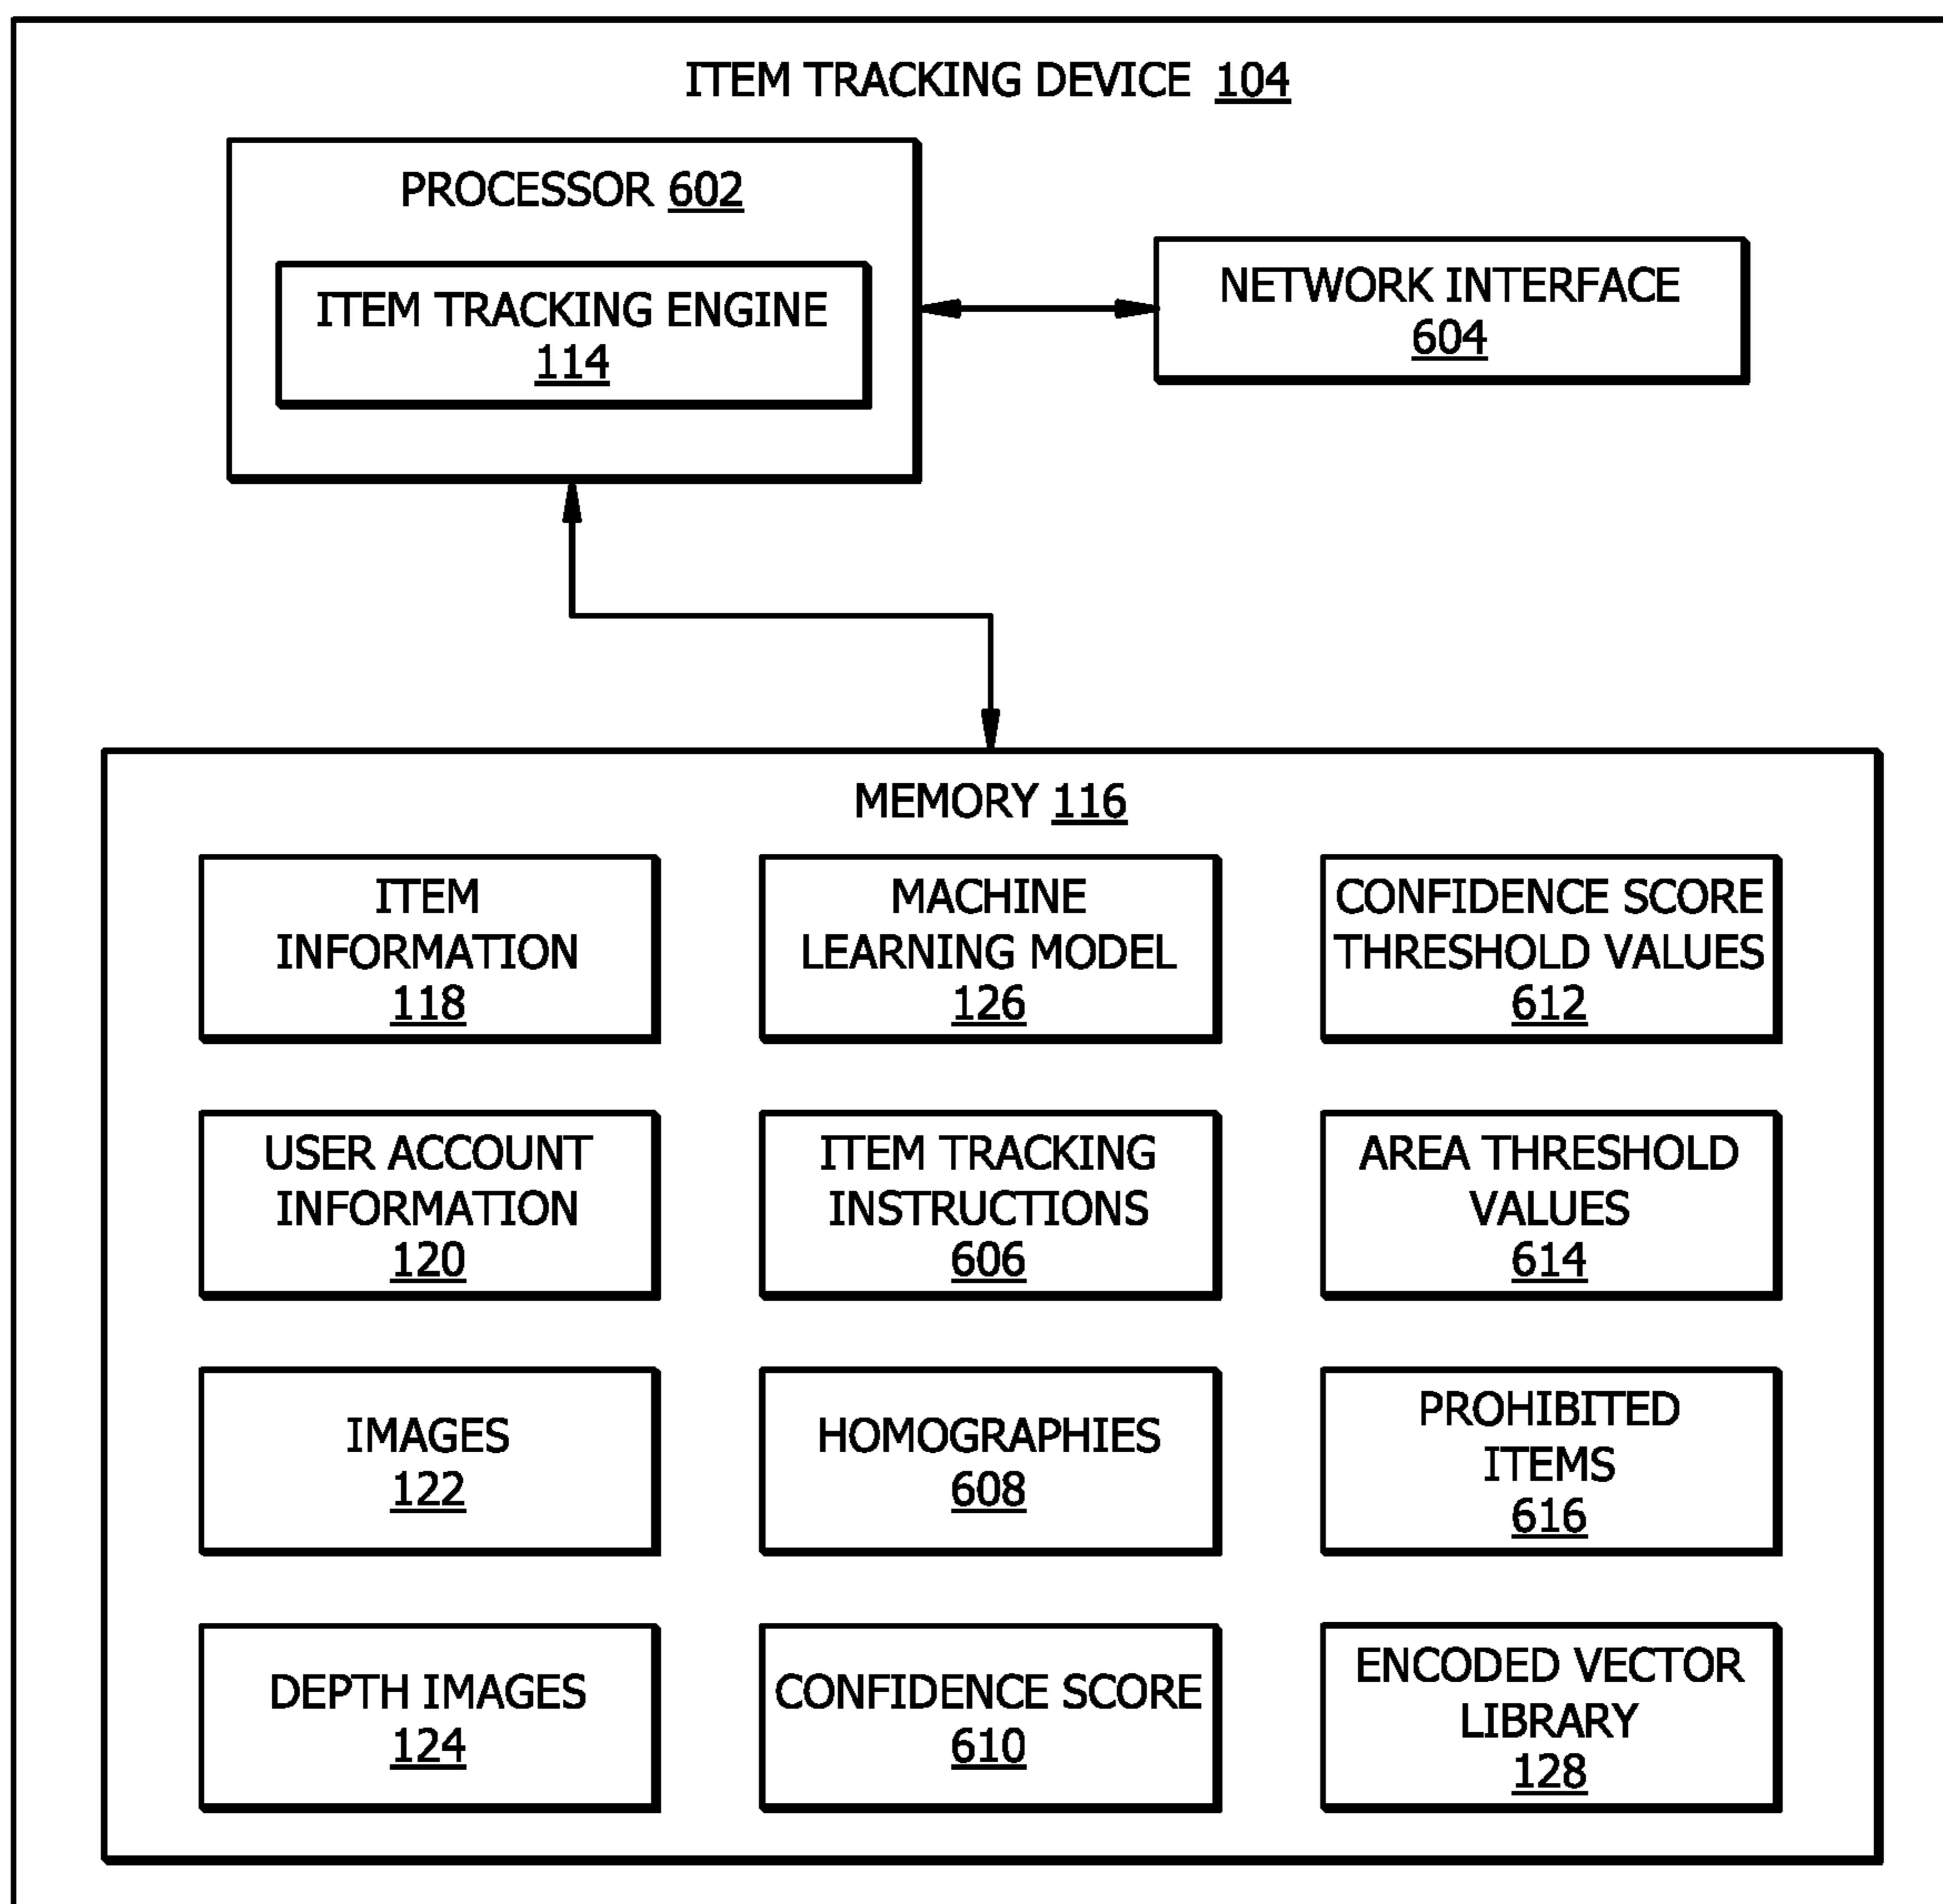 ITEM TRACKING DEVICE 104
PROCESSOR 602
ITEM TRACKING ENGINE
114
NETWORK INTERFACE
604
MEMORY 116
ITEM
INFORMATION
118
MACHINE
LEARNING MODEL
126
CONFIDENCE SCORE
THRESHOLD VALUES
612
USER ACCOUNT
INFORMATION
120
ITEM TRACKING
INSTRUCTIONS
606
AREA THRESHOLD
VALUES
614
IMAGES
122
HOMOGRAPHIES
608
PROHIBITED
ITEMS
616
DEPTH IMAGES
124
CONFIDENCE SCORE
610
ENCODED VECTOR
LIBRARY
128